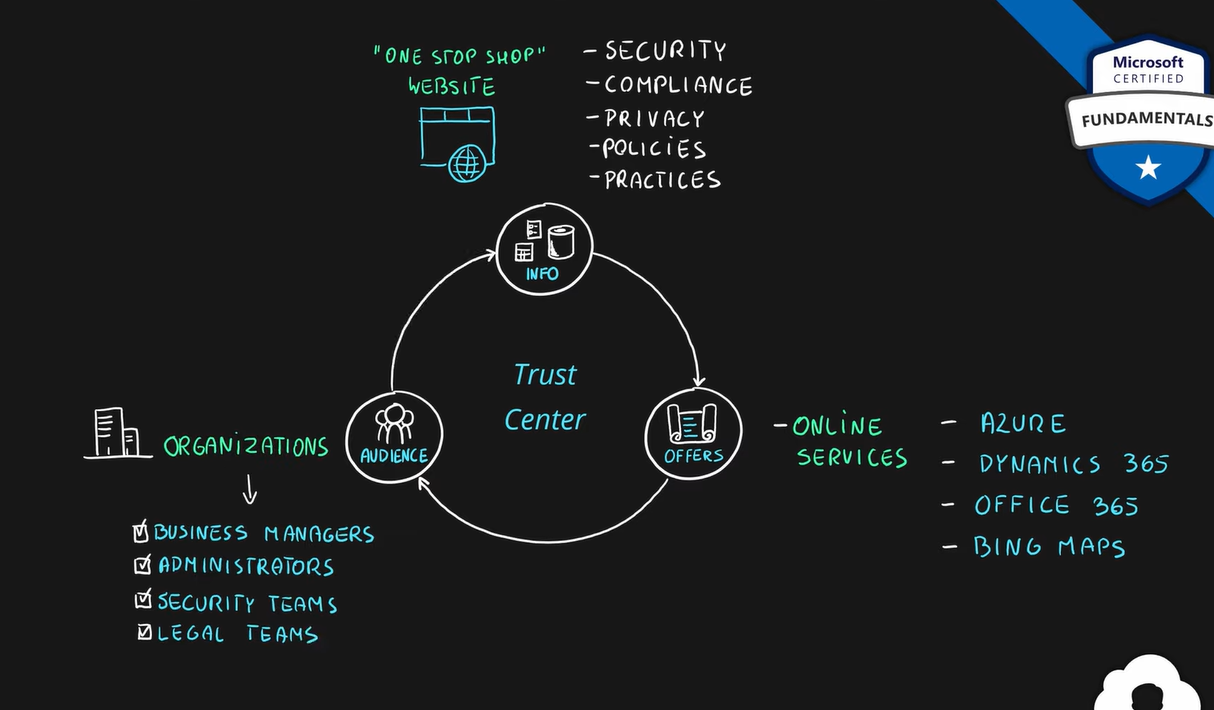 "ONE STOP SHOP"
WEBSITE
- SECURITY
- COMPLIANCE
- PRIVACY
- POLICIES
- PRACTICES
Microsoft
CERTIFIED
FUNDAMENTALS
INFO
Trust
Center
ORGANIZATIONS
AUDIENCE
OFFERS
- ONLINE
SERVICES
- AZURE
- DYNAMICS 365
- OFFICE 365
- BING MAPS
BUSINESS MANAGERS
ADMINISTRATORS
SECURITY TEAMS
LEGAL TEAMS